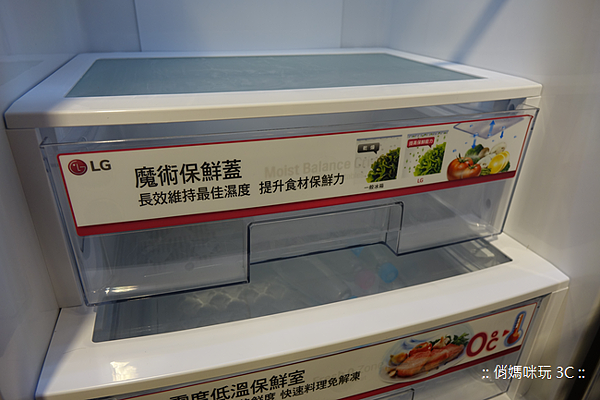 LG
魔術保鮮蓋
長效維持最佳濕度 提升食材保鮮力
Moist Balance
一般冰箱
LG
0°C
零度低溫保鮮室
快速料理免解凍
:: 俏媽咪玩 3C ::